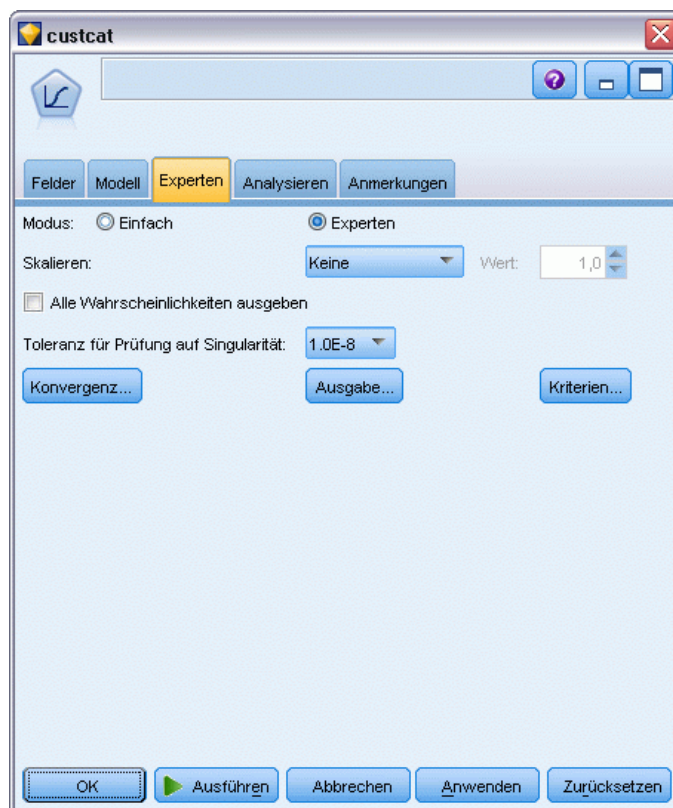 custcat
Felder Modell Experten Analysieren Anmerkungen
Modus: Einfach Experten
Skalieren: Keine Wert: 1,0
Alle Wahrscheinlichkeiten ausgeben
Toleranz für Prüfung auf Singularität: 1.0E-8
Konvergenz... Ausgabe... Kriterien...
OK Ausführen Abbrechen Anwenden Zurücksetzen